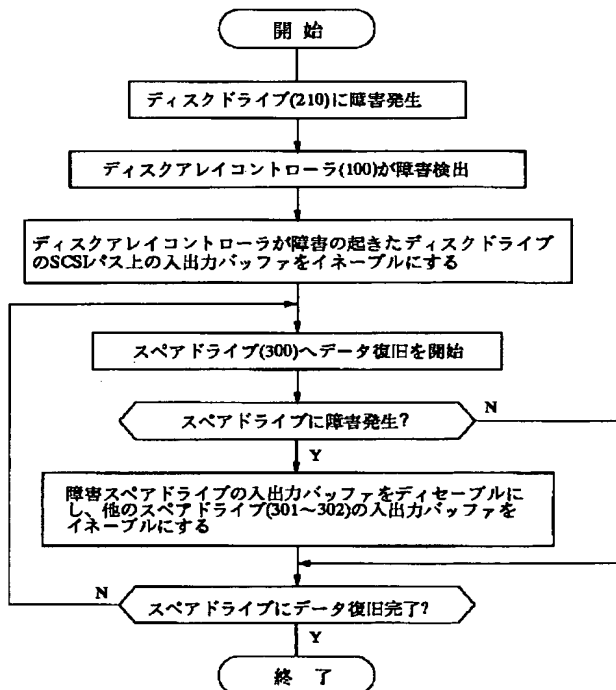 開 始
ディスクドライブ(210)に障害発生
ディスクアレイコントローラ(100)が障害検出
ディスクアレイコントローラが障害の起きたディスクドライブ
のSCSIパス上の入出力バッファをイネーブルにする
スペアドライブ(300)へデータ復旧を開始
スペアドライブに障害発生?
N
Y
障害スペアドライブの入出力バッファをディセーブルに
し、他のスペアドライブ(301〜302)の入出力バッファを
イネーブルにする
N
スペアドライブにデータ復旧完了?
Y
終 了